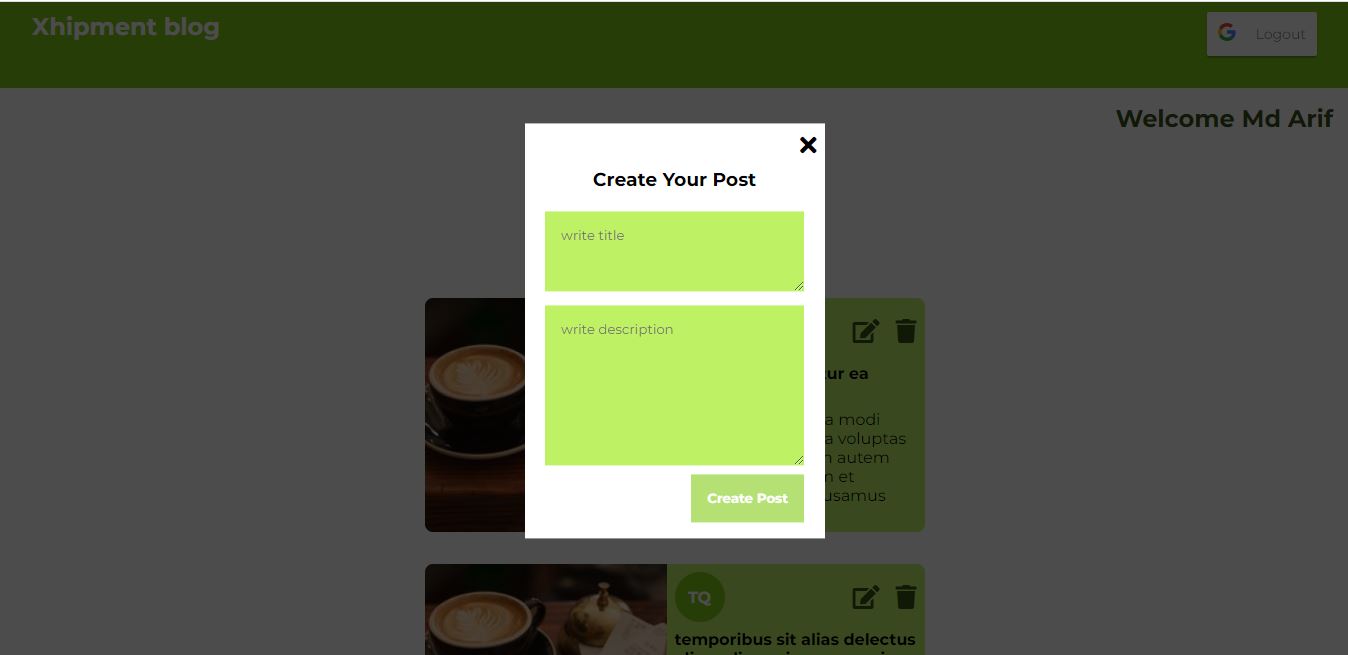 Xhipment blog
Logout
Welcome Md Arif
Create Your Post
write title
write description
Create Post
ur ea
a modi
a voluptas
autem
et
usamus
TQ
temporibus sit alias delectus